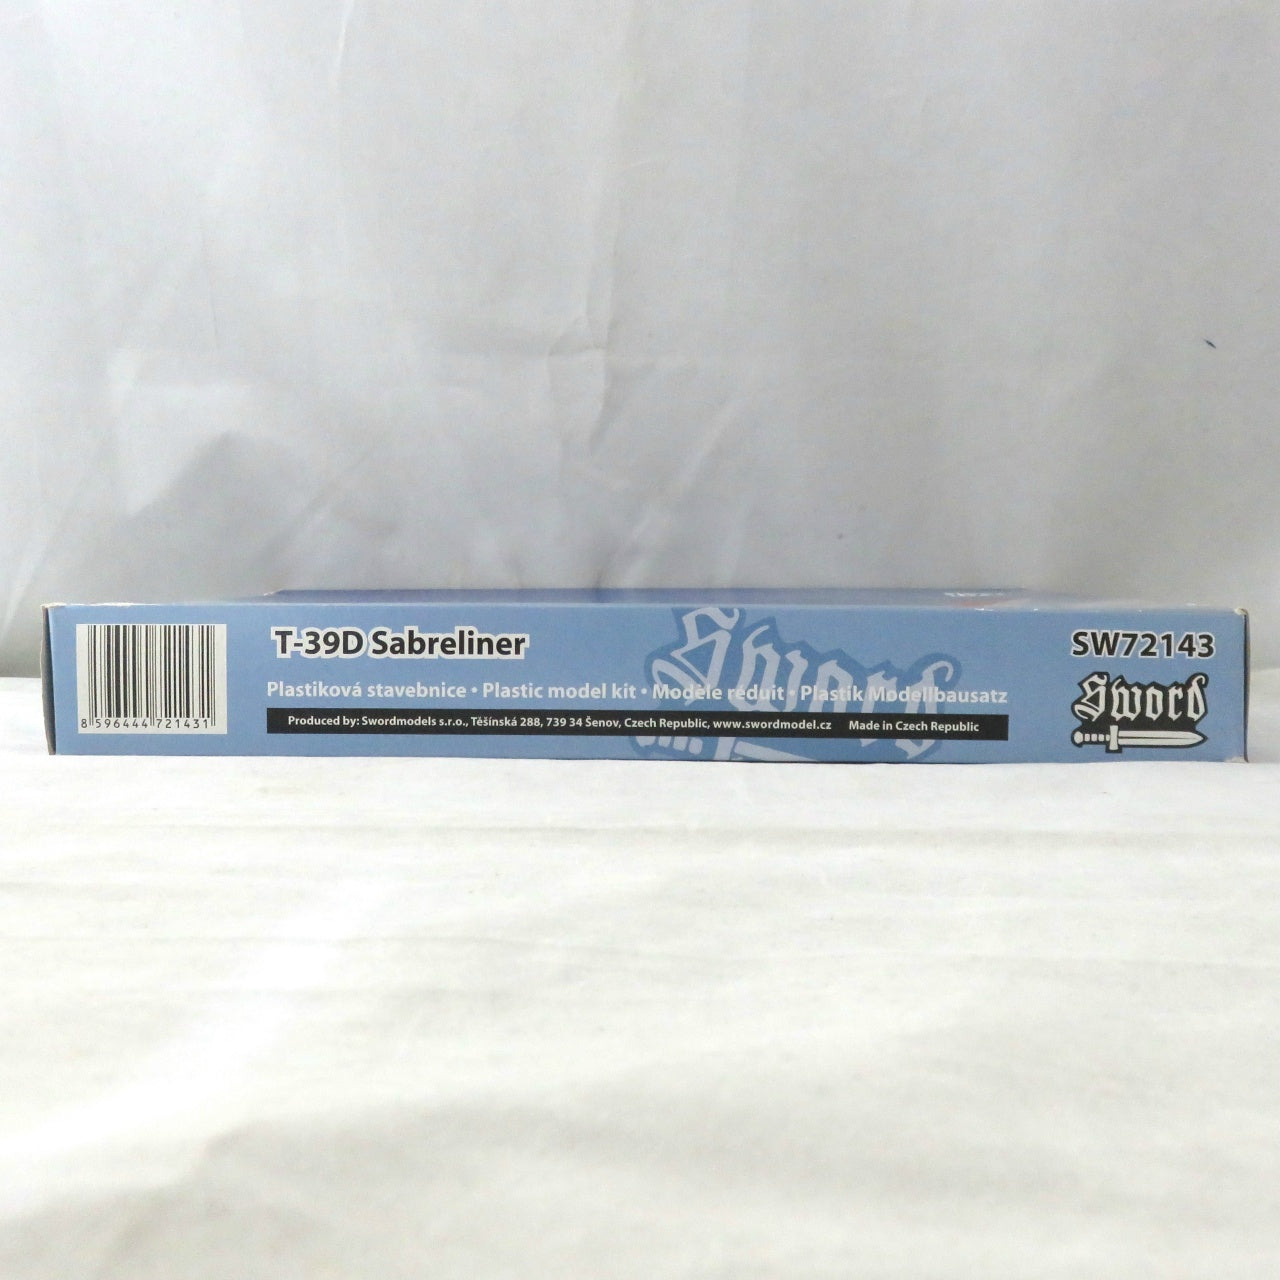 T-39D Sabreliner
Plastiková stavebnice • Plastic model kit • Modèle réduit • Plastik Modellbausatz
Produced by: Swordmodels s.r.o., Těšínská 288, 739 34 Šenov, Czech Republic, www.swordmodel.cz Made in Czech Republic
8 596444 721431
Sword
SW72143
Sword